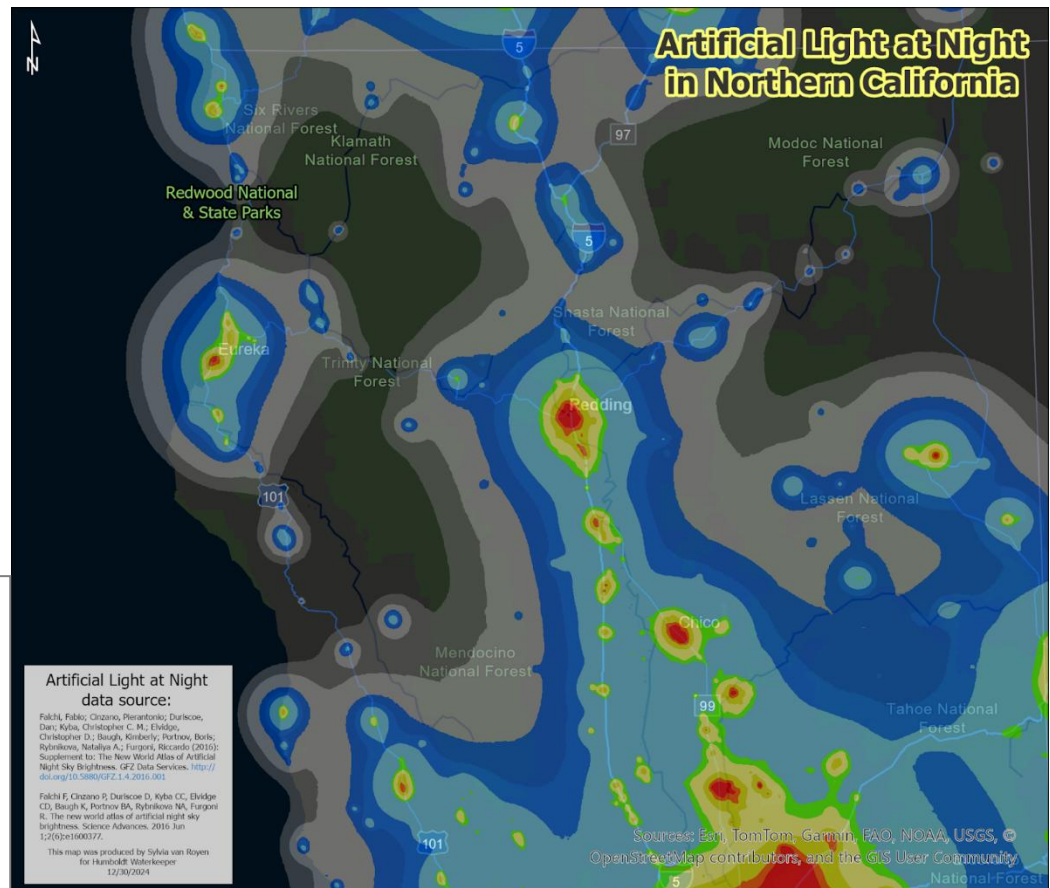 Artificial Light at Night
in Northern California
N
5
97
Six Rivers
National Forest
Klamath
National Forest
Modoc National
Forest
Redwood National
& State Parks
5
Shasta National
Forest
Eureka
Trinity National
Forest
Redding
101
Lassen National
Forest
Chico
Mendocino
National Forest
99
Tahoe National
Forest
101
5
National Forest
Artificial Light at Night
data source:
Falchi, Fabio; Cinzano, Pierantonio; Duriscoe,
Dan; Kyba, Christopher C. M.; Elvidge,
Christopher D.; Baugh, Kimberly; Portnov, Boris;
Rybnikova, Nataliya A.; Furgoni, Riccardo (2016):
Supplement to: The New World Atlas of Artificial
Night Sky Brightness. GFZ Data Services. http://
doi.org/10.5880/GFZ.1.4.2016.001
Falchi F, Cinzano P, Duriscoe D, Kyba CC, Elvidge
CD, Baugh K, Portnov BA, Rybnikova NA, Furgoni
R. The new world atlas of artificial night sky
brightness. Science Advances. 2016 Jun
1;2(6):e1600377.
This map was produced by Sylvia van Royen
for Humboldt Waterkeeper
12/30/2024
Sources: Esri, TomTom, Garmin, FAO, NOAA, USGS, ©
OpenStreetMap contributors, and the GIS User Community